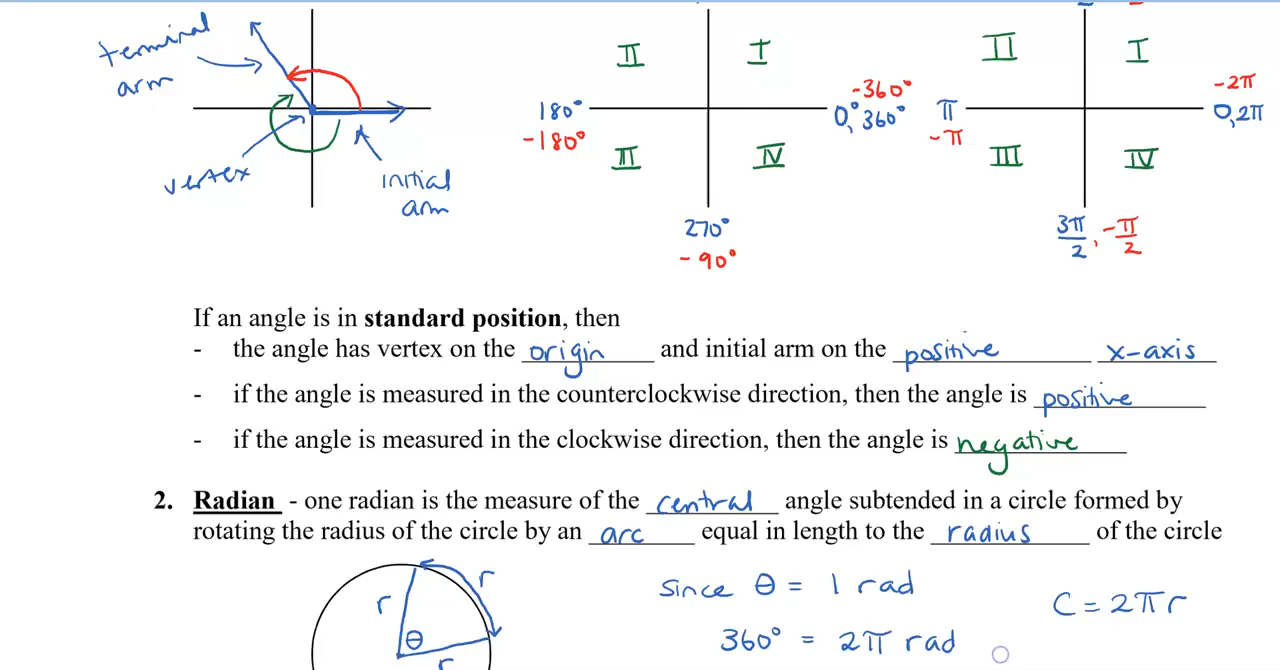 terminal
arm
vertex
initial
arm
II
I
180°
-180°
-360°
0,° 360°
II
IV
270°
-90°
II
I
π
-π
-2π
0, 2π
III
IV
3π/2, -π/2
If an angle is in standard position, then
- the angle has vertex on the origin and initial arm on the positive x-axis
- if the angle is measured in the counterclockwise direction, then the angle is positive
- if the angle is measured in the clockwise direction, then the angle is negative
2. Radian - one radian is the measure of the central angle subtended in a circle formed by
rotating the radius of the circle by an arc equal in length to the radius of the circle
r
r
θ
r
since θ = 1 rad
360° = 2π rad
C = 2πr